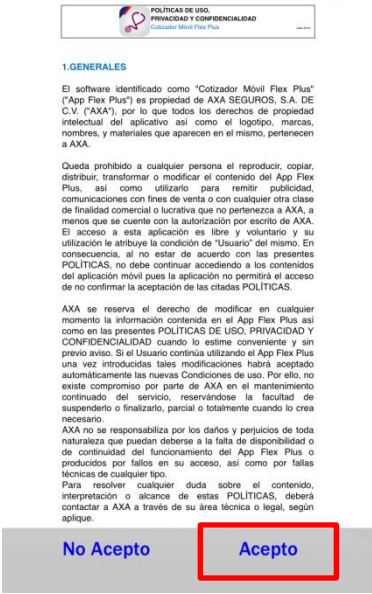 POLÍTICAS DE USO,
PRIVACIDAD Y CONFIDENCIALIDAD
Cotizador Móvil Flex Plus
1.GENERALES
El software identificado como "Cotizador Móvil Flex Plus"
("App Flex Plus") es propiedad de AXA SEGUROS, S.A. DE
C.V. ("AXA"), por lo que todos los derechos de propiedad
intelectual del aplicativo así como el logotipo, marcas,
nombres, y materiales que aparecen en el mismo, pertenecen
a AXA.
Queda prohibido a cualquier persona el reproducir, copiar,
distribuir, transformar o modificar el contenido del App Flex
Plus, así como utilizarlo para remitir publicidad,
comunicaciones con fines de venta o con cualquier otra clase
de finalidad comercial o lucrativa que no pertenezca a AXA, a
menos que se cuente con la autorización por escrito de AXA.
El acceso a esta aplicación es libre y voluntario y su
utilización le atribuye la condición de "Usuario" del mismo. En
consecuencia, al no estar de acuerdo con las presentes
POLÍTICAS, no debe continuar accediendo a los contenidos
del aplicación móvil pues la aplicación no permitirá el acceso
de no confirmar la aceptación de las citadas POLÍTICAS.
AXA se reserva el derecho de modificar en cualquier
momento la información contenida en el App Flex Plus así
como en las presentes POLÍTICAS DE USO, PRIVACIDAD Y
CONFIDENCIALIDAD cuando lo estime conveniente y sin
previo aviso. Si el Usuario continúa utilizando el App Flex Plus
una vez introducidas tales modificaciones habrá aceptado
automáticamente las nuevas Condiciones de uso. Por ello, no
existe compromiso por parte de AXA en el mantenimiento
continuado del servicio, reservándose la facultad de
suspenderlo o finalizarlo, parcial o totalmente cuando lo crea
necesario.
AXA no se responsabiliza por los daños y perjuicios de toda
naturaleza que puedan deberse a la falta de disponibilidad o
de continuidad del funcionamiento del App Flex Plus o
producidos por fallos en su acceso, así como por fallas
técnicas de cualquier tipo.
Para resolver cualquier duda sobre el contenido,
interpretación o alcance de estas POLÍTICAS, deberá
contactar a AXA a través de su área técnica o legal, según
aplique.
No Acepto
Acepto